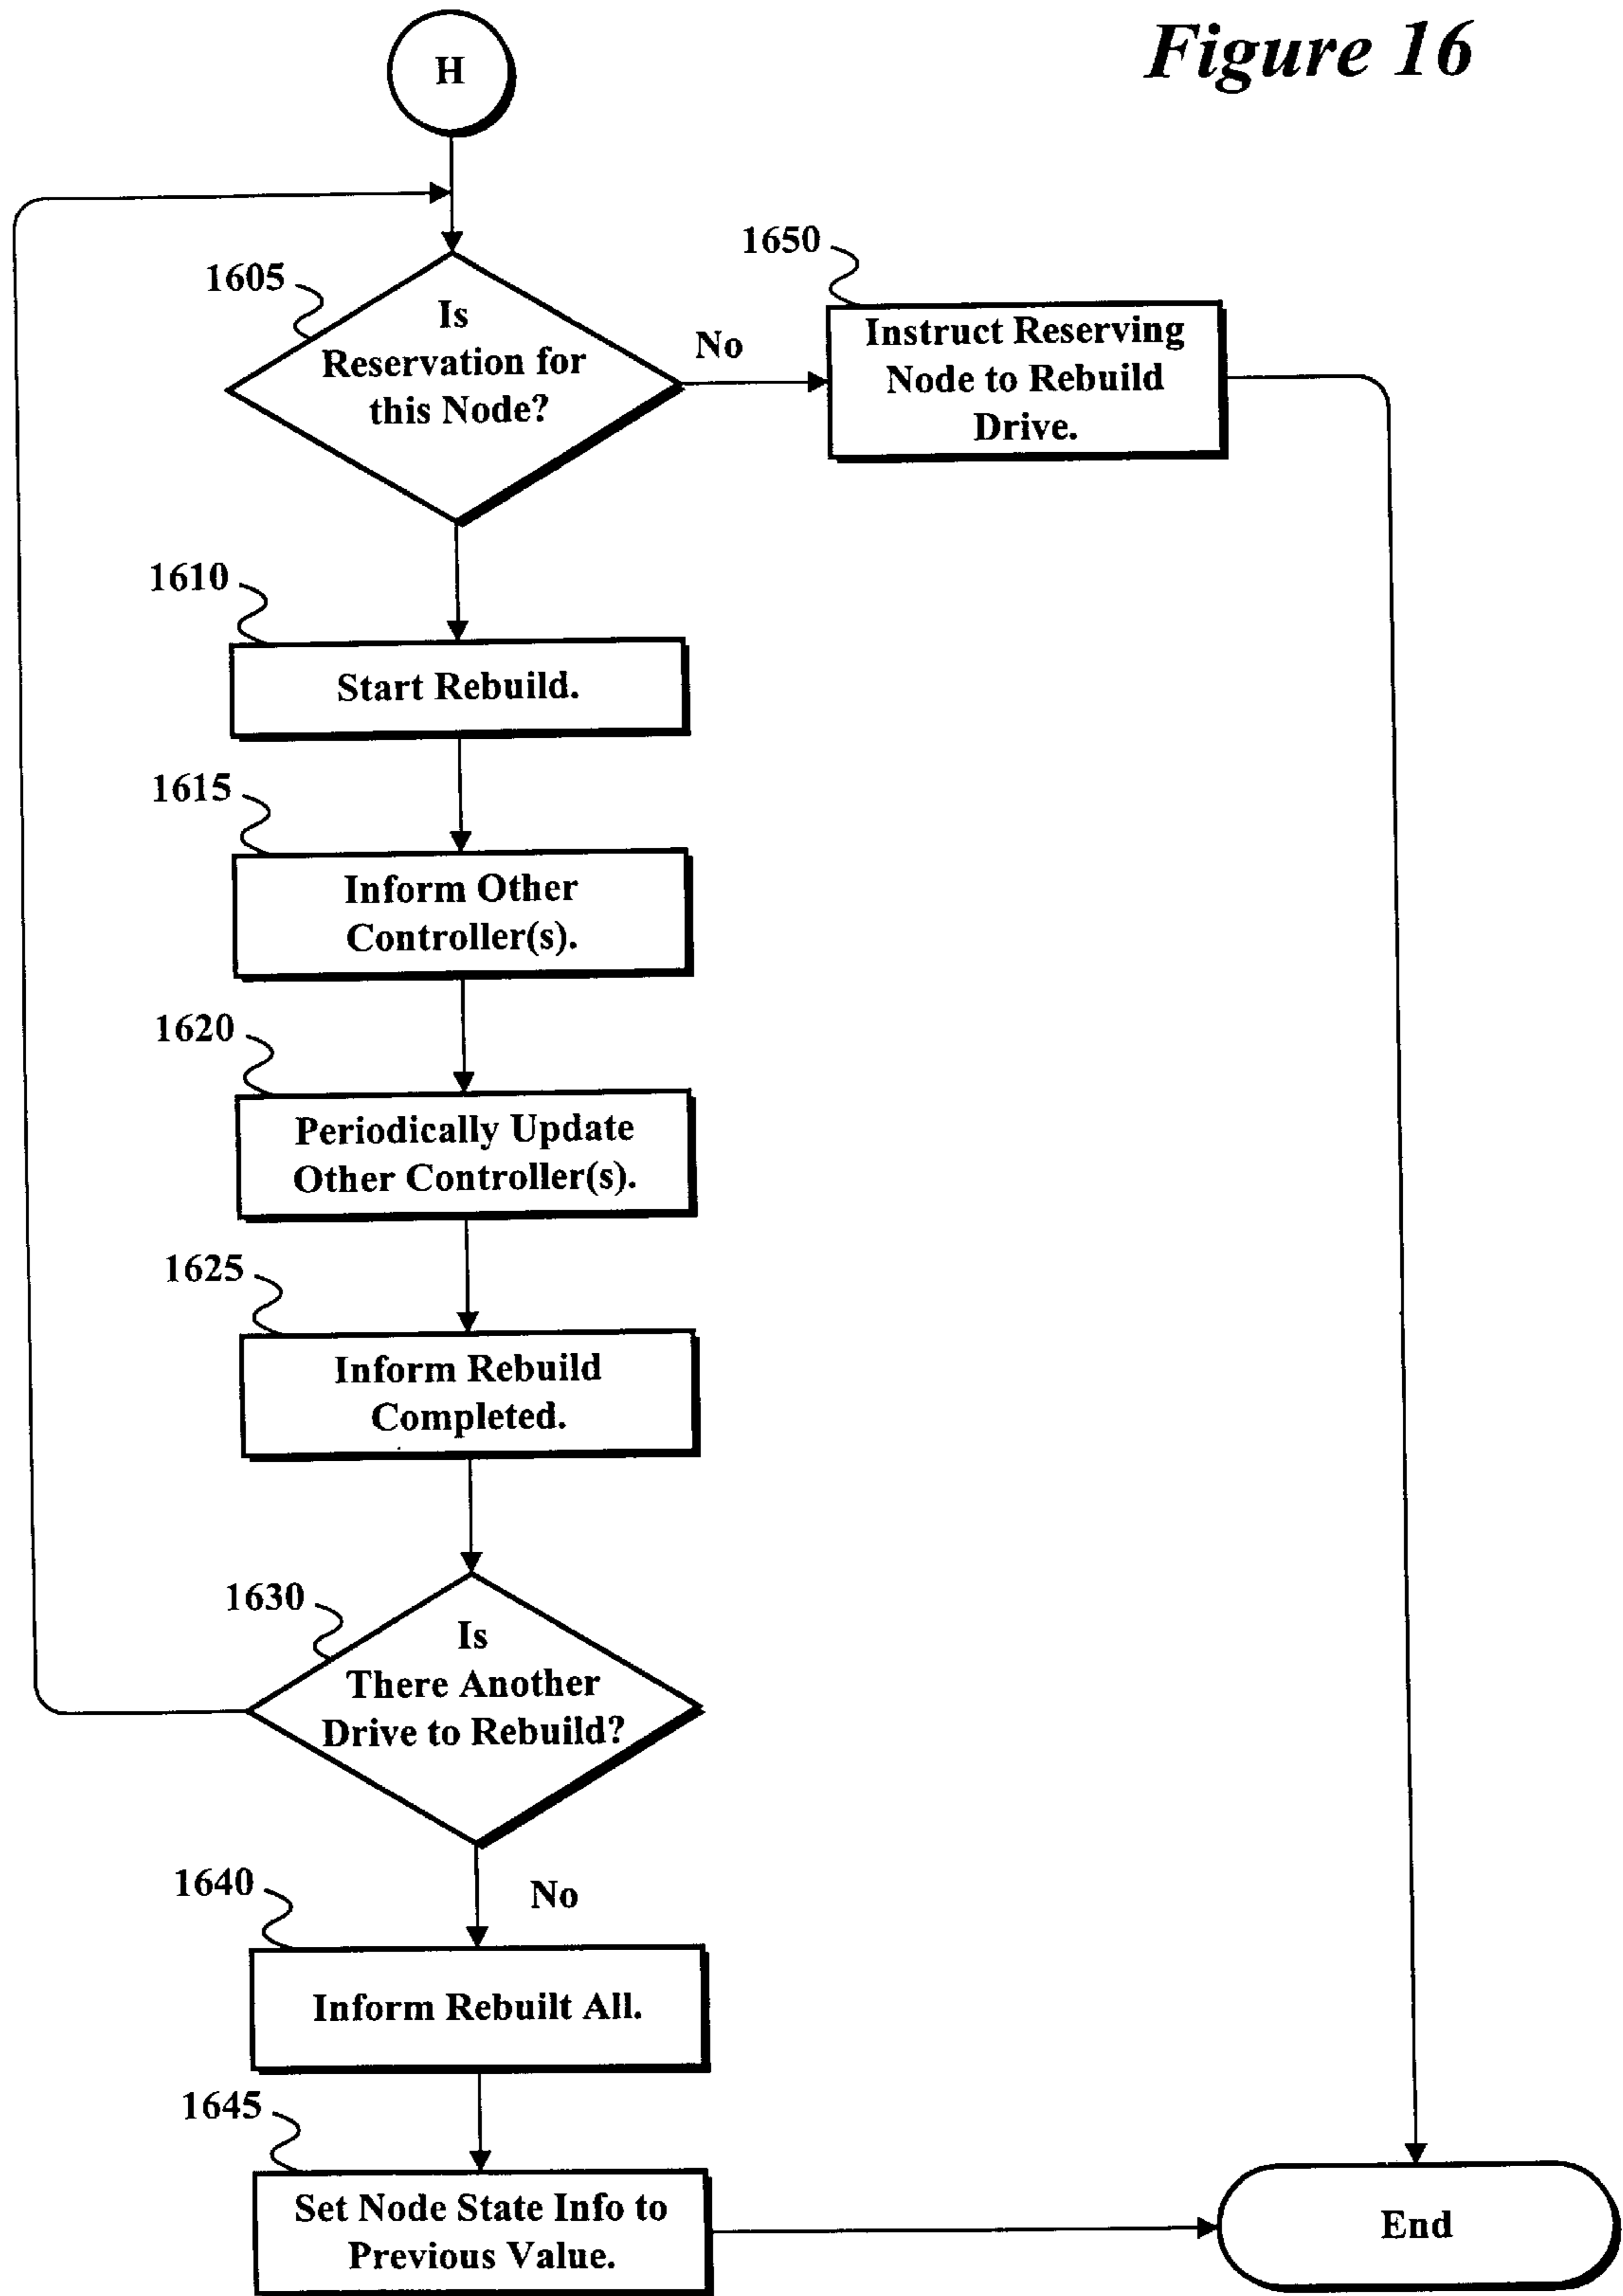 Figure 16
H
1605
Is
Reservation for
this Node?
No
1650
Instruct Reserving
Node to Rebuild
Drive.
1610
Start Rebuild.
1615
Inform Other
Controller(s).
1620
Periodically Update
Other Controller(s).
1625
Inform Rebuild
Completed.
1630
Is
There Another
Drive to Rebuild?
No
1640
Inform Rebuilt All.
1645
Set Node State Info to
Previous Value.
End